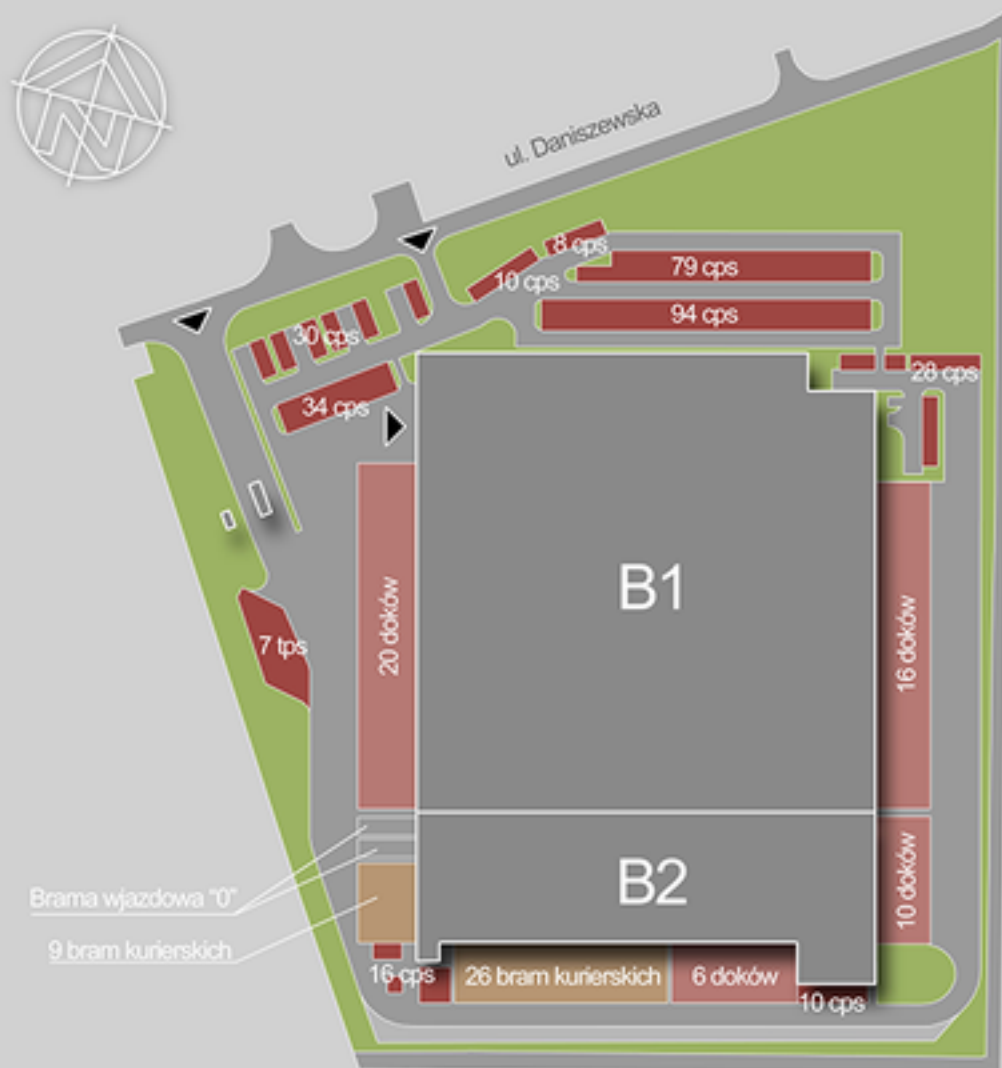 N
ul. Daniszewska
8 cps
10 cps
79 cps
94 cps
30 cps
28 cps
34 cps
B1
20 doków
16 doków
7 tps
B2
10 doków
Brama wjazdowa "0"
9 bram kurierskich
16 cps
26 bram kurierskich
6 doków
10 cps